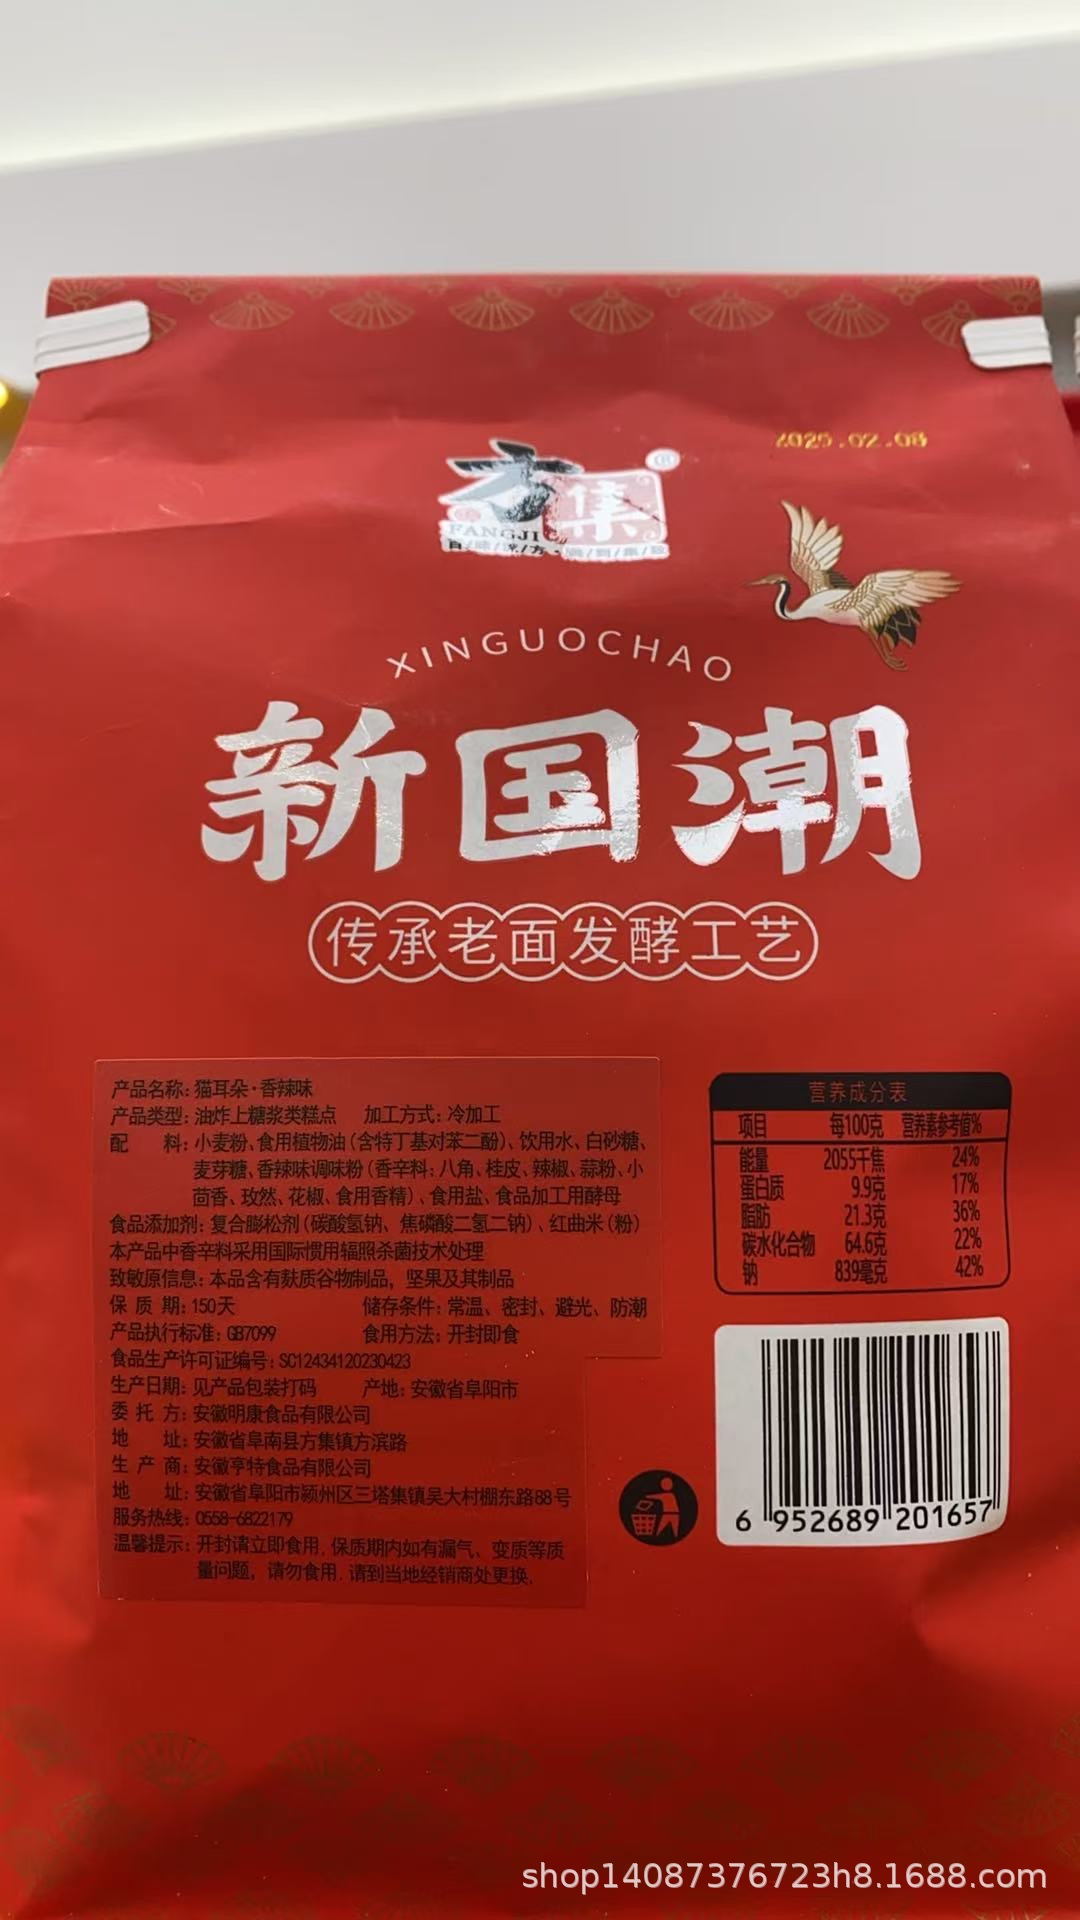 2025.02.08
方集®
FANGJI
XINGUOCHAO
新国潮
传承老面发酵工艺
产品名称：猫耳朵·香辣味
产品类型：油炸上糖浆类糕点 加工方式：冷加工
配 料：小麦粉、食用植物油（含特丁基对苯二酚）、饮用水、白砂糖、
麦芽糖、香辣味调味粉（香辛料：八角、桂皮、辣椒、蒜粉、小
茴香、玫然、花椒、食用香精）、食用盐、食品加工用酵母
食品添加剂：复合膨松剂（碳酸氢钠、焦磷酸二氢二钠）、红曲米（粉）
本产品中香辛料采用国际惯用辐照杀菌技术处理
致敏原信息：本品含有麸质谷物制品，坚果及其制品
保 质 期：150天 储存条件：常温、密封、避光、防潮
产品执行标准：GB7099 食用方法：开封即食
食品生产许可证编号：SC12434120230423
生产日期：见产品包装打码 产地：安徽省阜阳市
委 托 方：安徽明康食品有限公司
地 址：安徽省阜南县方集镇方滨路
生 产 商：安徽亨特食品有限公司
地 址：安徽省阜阳市颍州区三塔集镇吴大村棚东路88号
服务热线：0558-6822179
温馨提示：开封请立即食用，保质期内如有漏气、变质等质
量问题，请勿食用，请到当地经销商处更换。
营养成分表
项目 每100克 营养素参考值%
能量 2055千焦 24%
蛋白质 9.9克 17%
脂肪 21.3克 36%
碳水化合物 64.6克 22%
钠 839毫克 42%
6 952689 201657
shop14087376723h8.1688.com